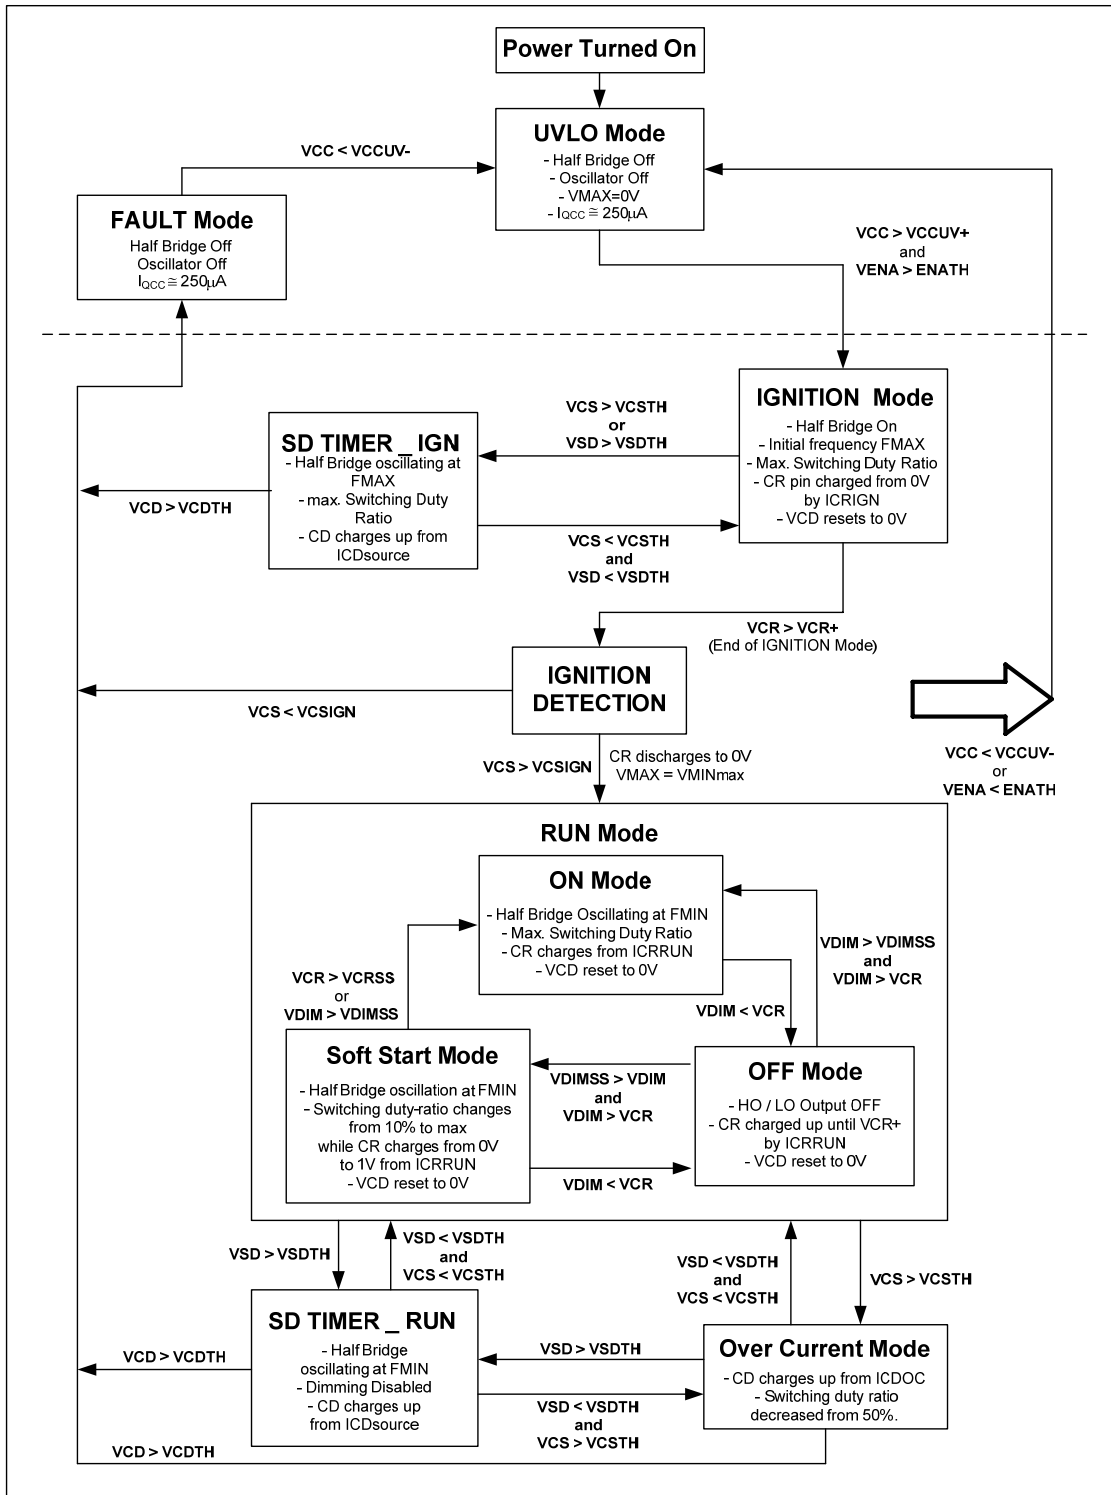 Power Turned On
UVLO Mode
- Half Bridge Off
- Oscillator Off
- VMAX=0V
- IQCC ≅ 250µA
VCC < VCCUV-
FAULT Mode
Half Bridge Off
Oscillator Off
IQCC ≅ 250µA
VCC > VCCUV+
and
VENA > ENATH
IGNITION Mode
- Half Bridge On
- Initial frequency FMAX
- Max. Switching Duty Ratio
- CR pin charged from 0V
by ICRIGN
- VCD resets to 0V
VCS > VCSTH
or
VSD > VSDTH
SD TIMER _ IGN
- Half Bridge oscillating at
FMAX
- max. Switching Duty
Ratio
- CD charges up from
ICDsource
VCD > VCDTH
VCS < VCSTH
and
VSD < VSDTH
VCR > VCR+
(End of IGNITION Mode)
IGNITION
DETECTION
VCS < VCSIGN
VCS > VCSIGN
CR discharges to 0V
VMAX = VMINmax
VCC < VCCUV-
or
VENA < ENATH
RUN Mode
ON Mode
- Half Bridge Oscillating at FMIN
- Max. Switching Duty Ratio
- CR charges from ICRRUN
- VCD reset to 0V
VCR > VCRSS
or
VDIM > VDIMSS
VDIM > VDIMSS
and
VDIM > VCR
VDIM < VCR
Soft Start Mode
- Half Bridge oscillation at FMIN
- Switching duty-ratio changes
from 10% to max
while CR charges from 0V
to 1V from ICRRUN
- VCD reset to 0V
VDIMSS > VDIM
and
VDIM > VCR
VDIM < VCR
OFF Mode
- HO / LO Output OFF
- CR charged up until VCR+
by ICRRUN
- VCD reset to 0V
VSD > VSDTH
VSD < VSDTH
and
VCS < VCSTH
VSD < VSDTH
and
VCS < VCSTH
VCS > VCSTH
SD TIMER _ RUN
- Half Bridge
oscillating at FMIN
- Dimming Disabled
- CD charges up
from ICDsource
VCD > VCDTH
VSD > VSDTH
VSD < VSDTH
and
VCS > VCSTH
Over Current Mode
- CD charges up from ICDOC
- Switching duty ratio
decreased from 50%.
VCD > VCDTH